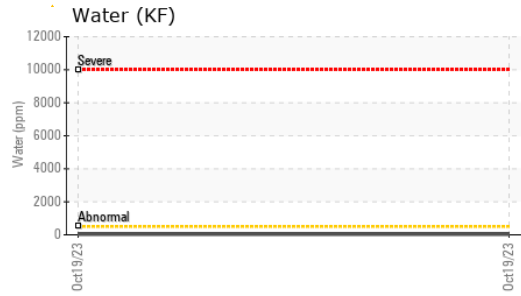 Water (KF)
12000
10000
8000
6000
4000
2000
0
Water (ppm)
Severe
Abnormal
Oct19/23
Oct19/23